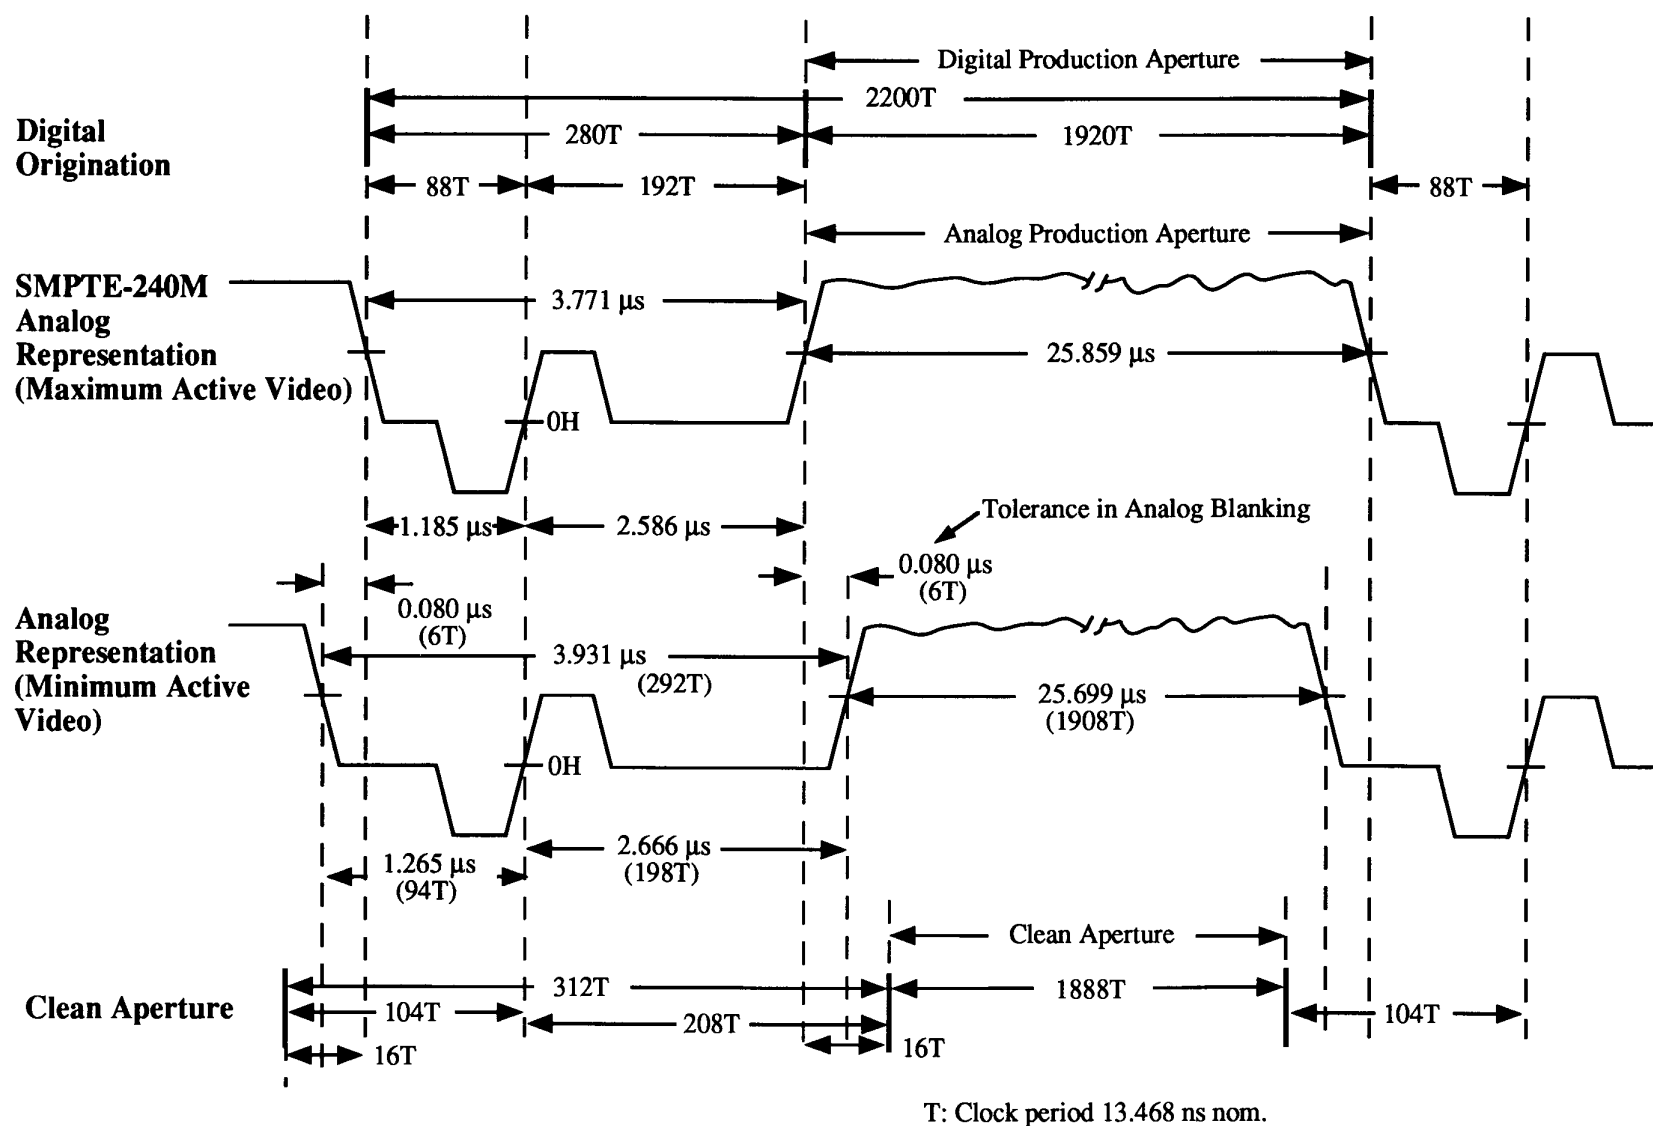 Digital Production Aperture
2200T
Digital
Origination
280T
1920T
88T
192T
88T
Analog Production Aperture
SMPTE-240M
Analog
Representation
(Maximum Active Video)
3.771 µs
25.859 µs
0H
1.185 µs
2.586 µs
Tolerance in Analog Blanking
0.080 µs
(6T)
0.080 µs
(6T)
Analog
Representation
(Minimum Active
Video)
3.931 µs
(292T)
25.699 µs
(1908T)
0H
2.666 µs
(198T)
1.265 µs
(94T)
Clean Aperture
Clean Aperture
312T
1888T
104T
208T
104T
16T
16T
T: Clock period 13.468 ns nom.